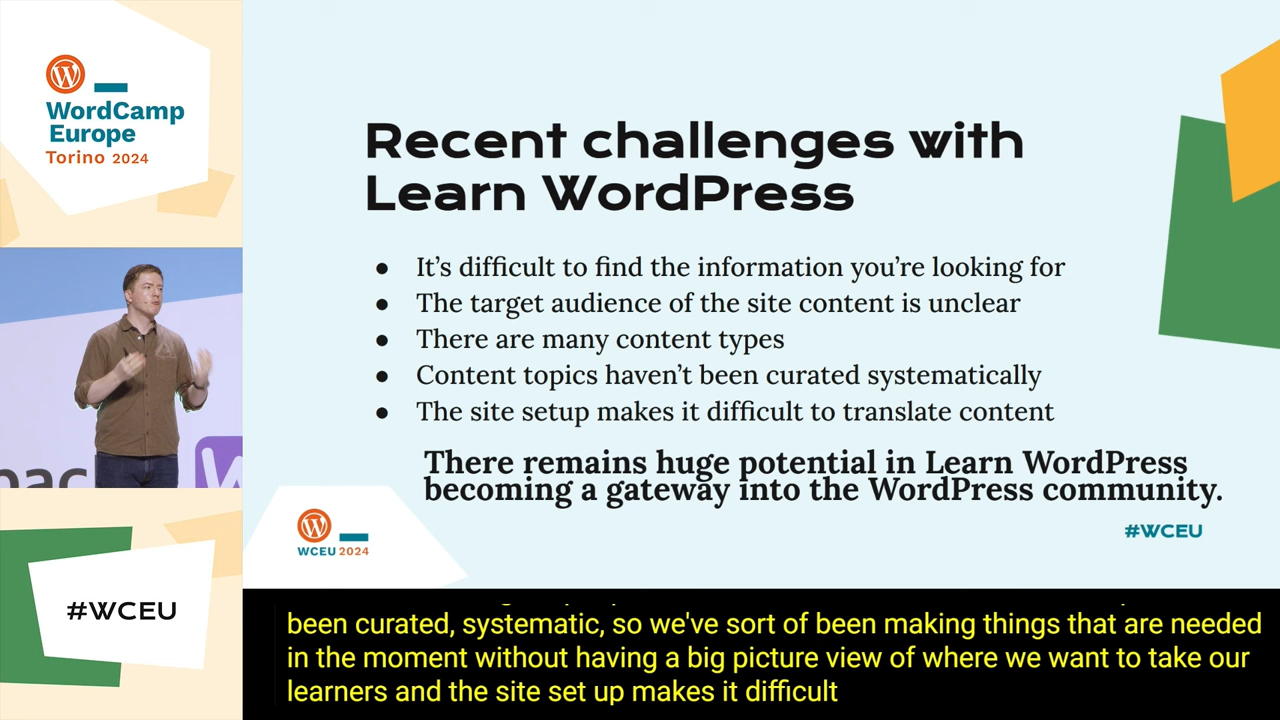 WordCamp
Europe
Torino 2024
Recent challenges with
Learn WordPress
● It's difficult to find the information you're looking for
● The target audience of the site content is unclear
● There are many content types
● Content topics haven't been curated systematically
● The site setup makes it difficult to translate content
There remains huge potential in Learn WordPress
becoming a gateway into the WordPress community.
WCEU 2024
#WCEU
#WCEU
been curated, systematic, so we've sort of been making things that are needed
in the moment without having a big picture view of where we want to take our
learners and the site set up makes it difficult